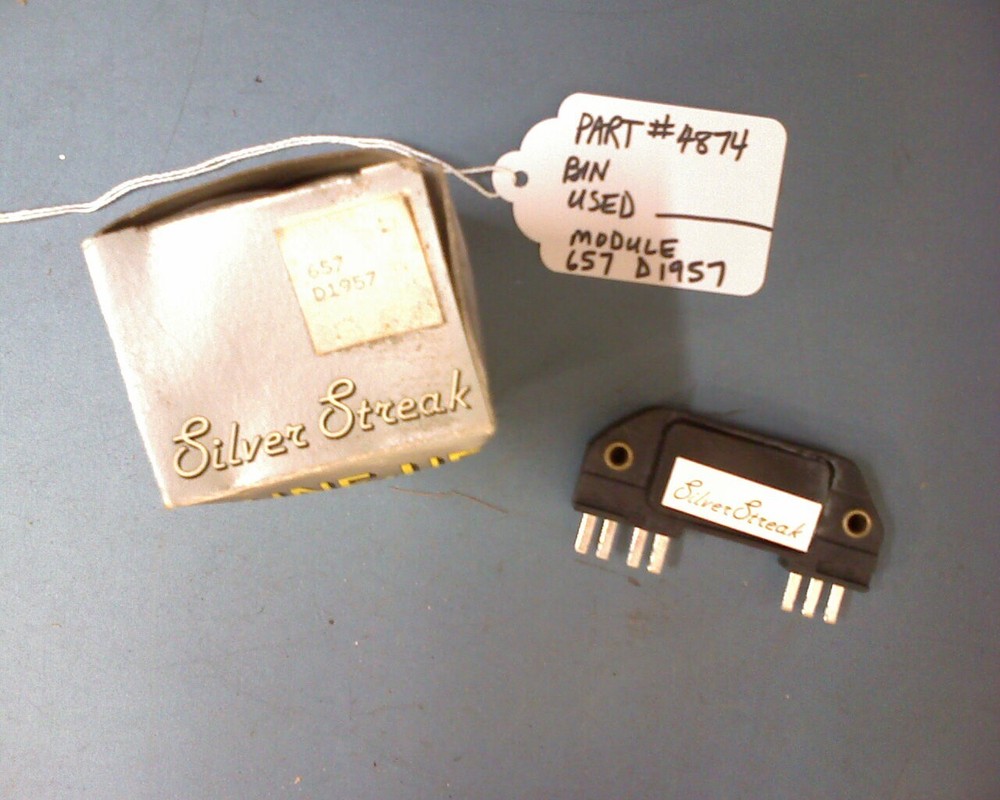 PART #4874
BIN
USED
MODULE
657 D1957
657
D1957
Silver Streak
Silver Streak